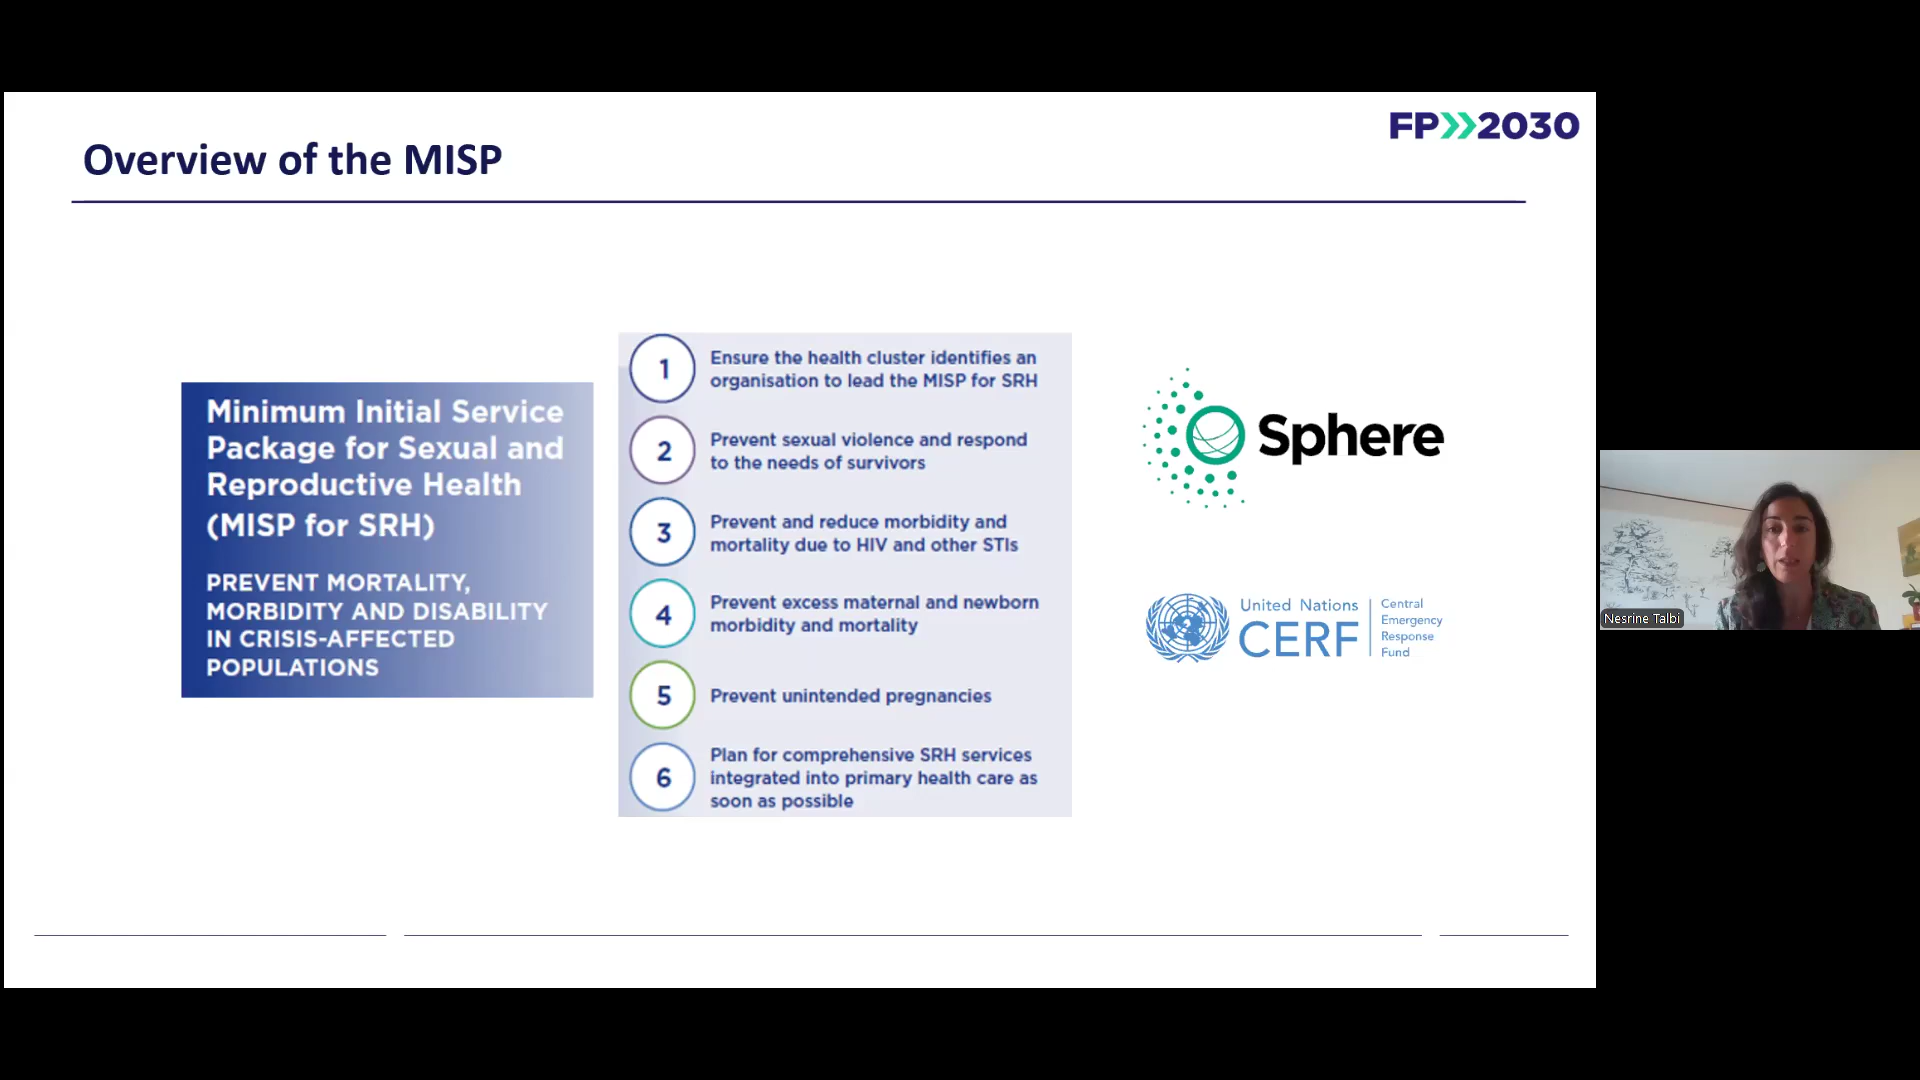 FP 2030
Overview of the MISP
Minimum Initial Service
Package for Sexual and
Reproductive Health
(MISP for SRH)
PREVENT MORTALITY,
MORBIDITY AND DISABILITY
IN CRISIS-AFFECTED
POPULATIONS
1
Ensure the health cluster identifies an
organisation to lead the MISP for SRH
2
Prevent sexual violence and respond
to the needs of survivors
3
Prevent and reduce morbidity and
mortality due to HIV and other STIs
4
Prevent excess maternal and newborn
morbidity and mortality
5
Prevent unintended pregnancies
6
Plan for comprehensive SRH services
integrated into primary health care as
soon as possible
Sphere
United Nations
CERF
Central
Emergency
Response
Fund
Nesrine Talbi